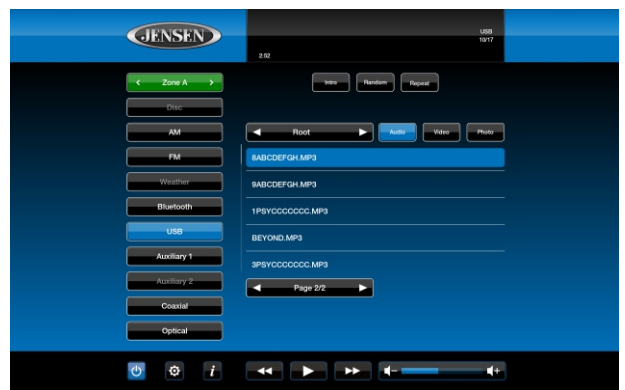 JENSEN
USB
10/17
2:52
< Zone A >
Intro Random Repeat
Disc
AM
Root
Audio Video Photo
FM
8ABCDEFGH.MP3
Weather
9ABCDEFGH.MP3
Bluetooth
1PSYCCCCCCC.MP3
USB
BEYOND.MP3
Auxiliary 1
3PSYCCCCCCC.MP3
Auxiliary 2
Page 2/2
Coaxial
Optical
i
- +